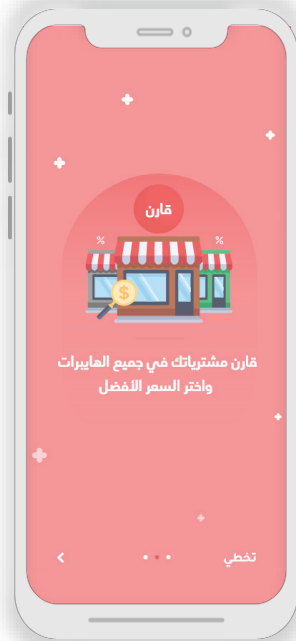 قارن
% %
$
قارن مشترياتك في جميع الهايبرات
واختر السعر الأفضل
تخطي